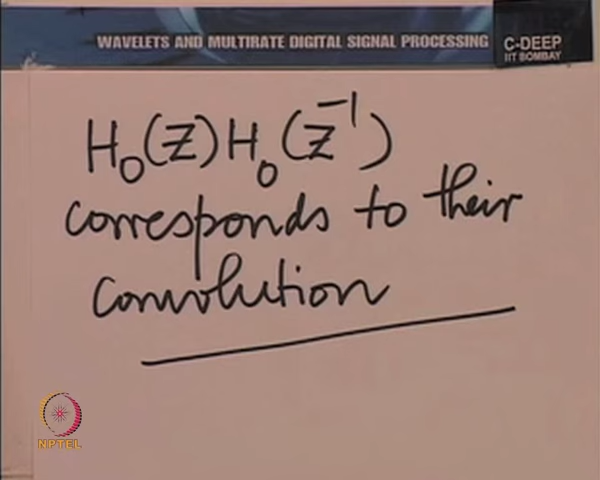 WAVELETS AND MULTIRATE DIGITAL SIGNAL PROCESSING
C-DEEP
IIT BOMBAY
H₀(Z)H₀(Z⁻¹)
corresponds to their
convolution
NPTEL